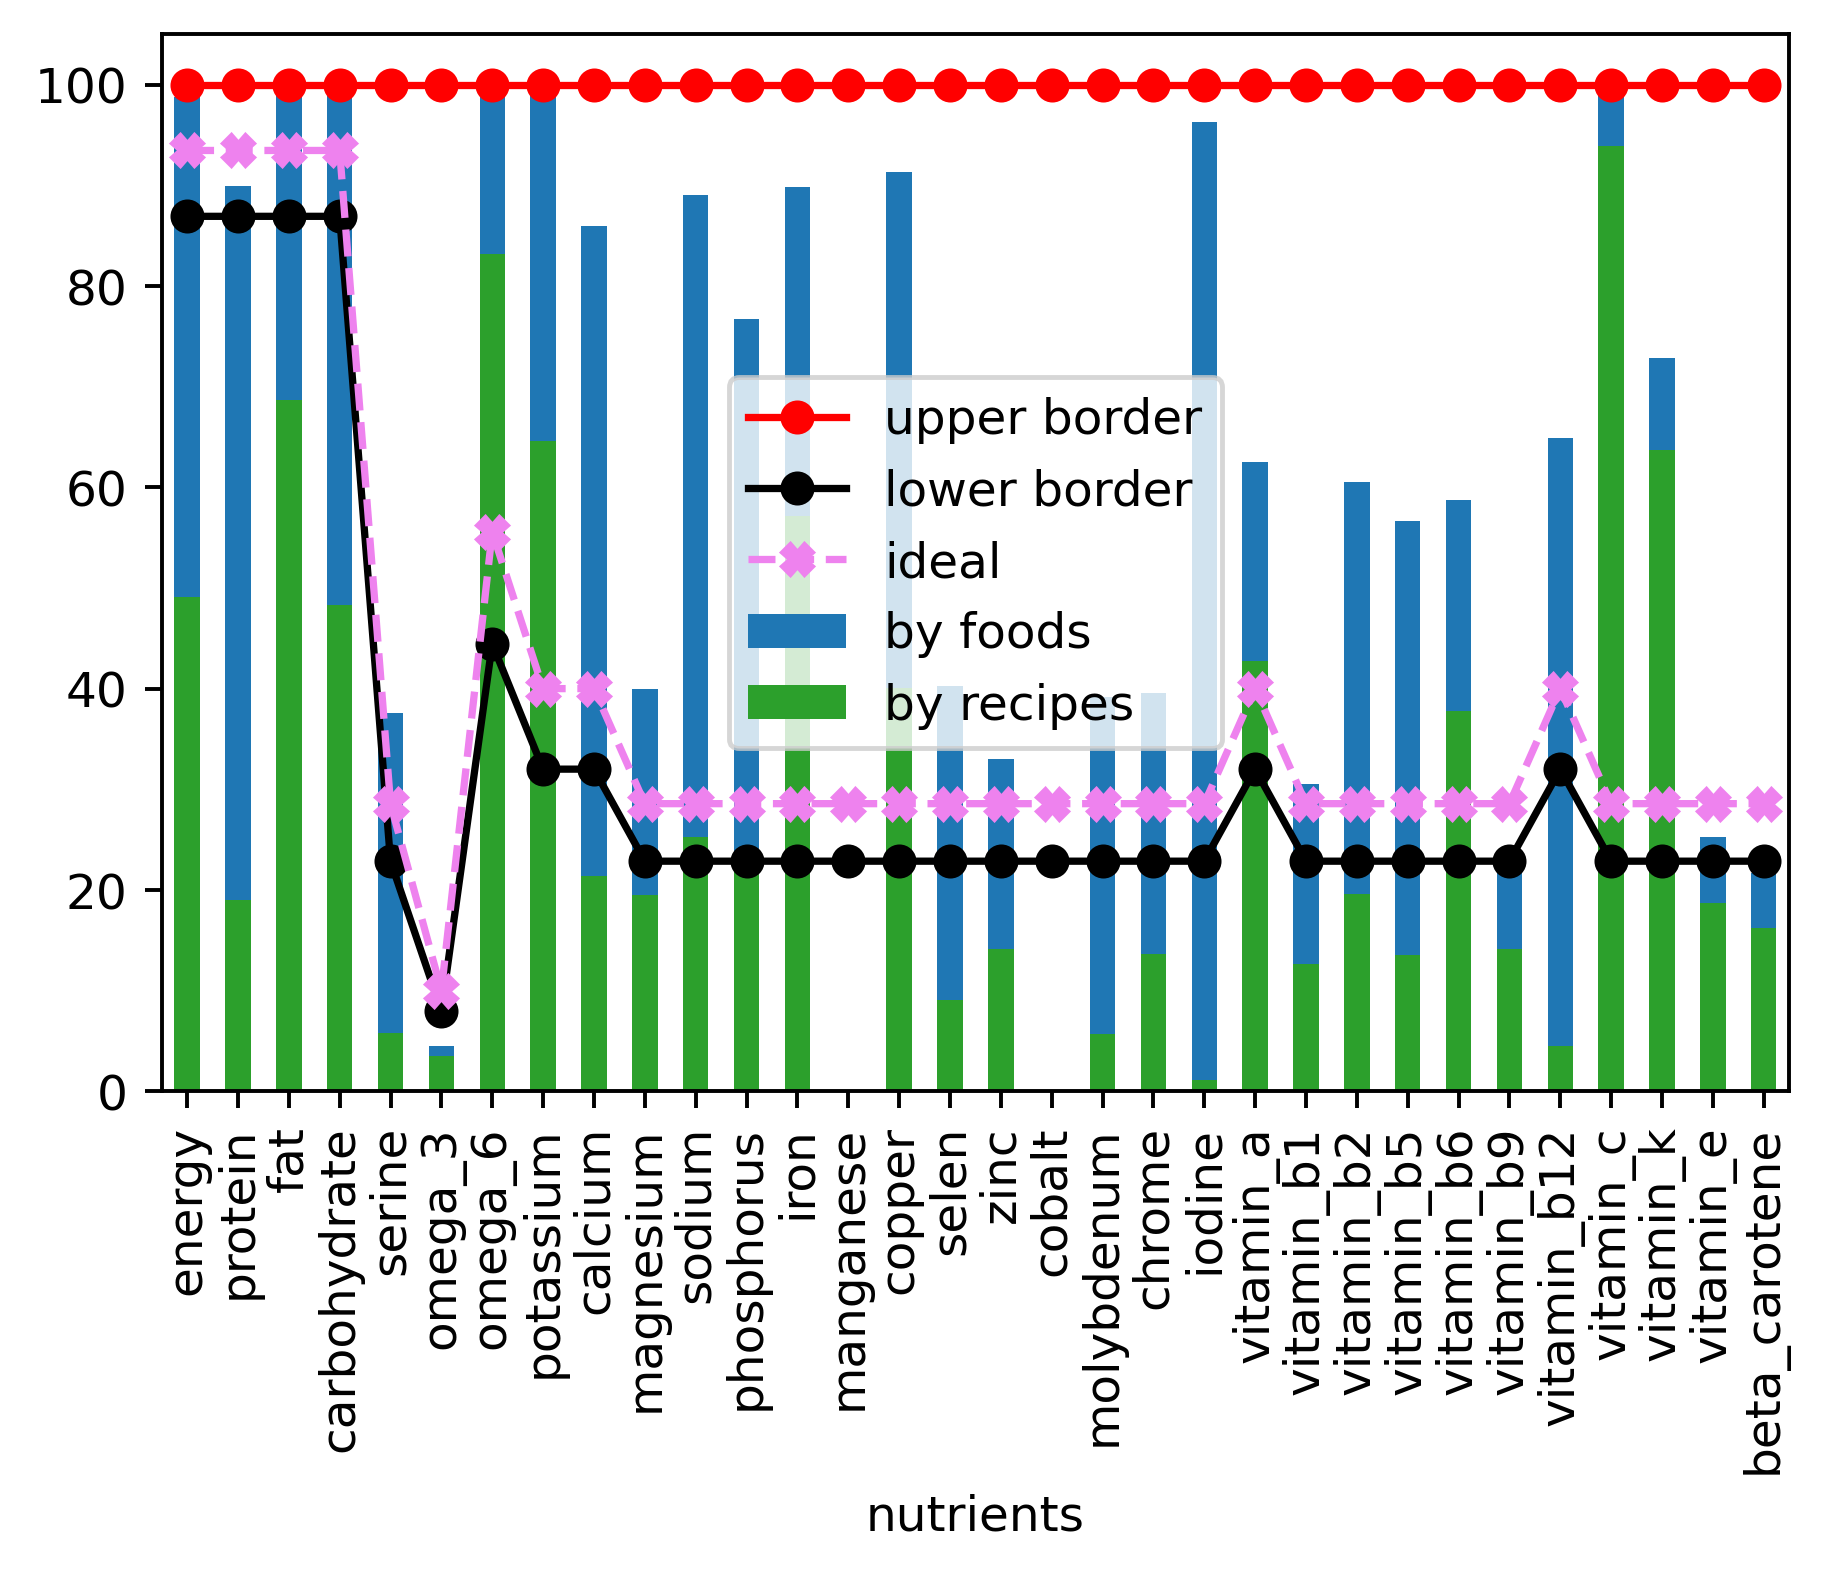 100
80
60
40
20
0
upper border
lower border
ideal
by foods
by recipes
energy
protein
fat
carbohydrate
serine
omega_3
omega_6
potassium
calcium
magnesium
sodium
phosphorus
iron
manganese
copper
selen
zinc
cobalt
molybdenum
chrome
iodine
vitamin_a
vitamin_b1
vitamin_b2
vitamin_b5
vitamin_b6
vitamin_b9
vitamin_b12
vitamin_c
vitamin_k
vitamin_e
beta_carotene
nutrients